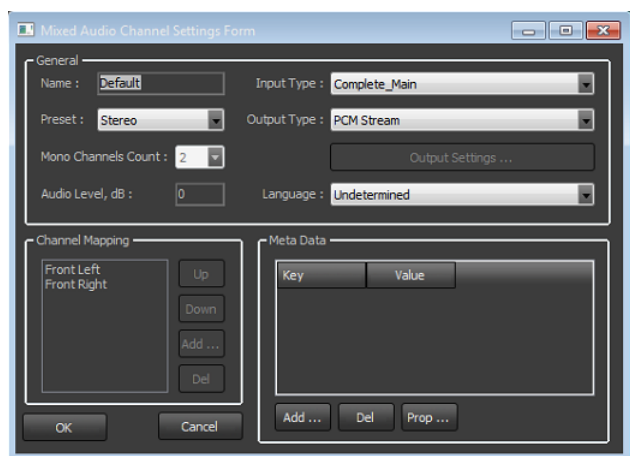 Mixed Audio Channel Settings Form
General
Name : Default Input Type : Complete_Main
Preset : Stereo Output Type : PCM Stream
Mono Channels Count : 2 Output Settings ...
Audio Level, dB : 0 Language : Undetermined
Channel Mapping
Front Left
Front Right
Up
Down
Add ...
Del
Meta Data
Key Value
Add ... Del Prop ...
OK Cancel